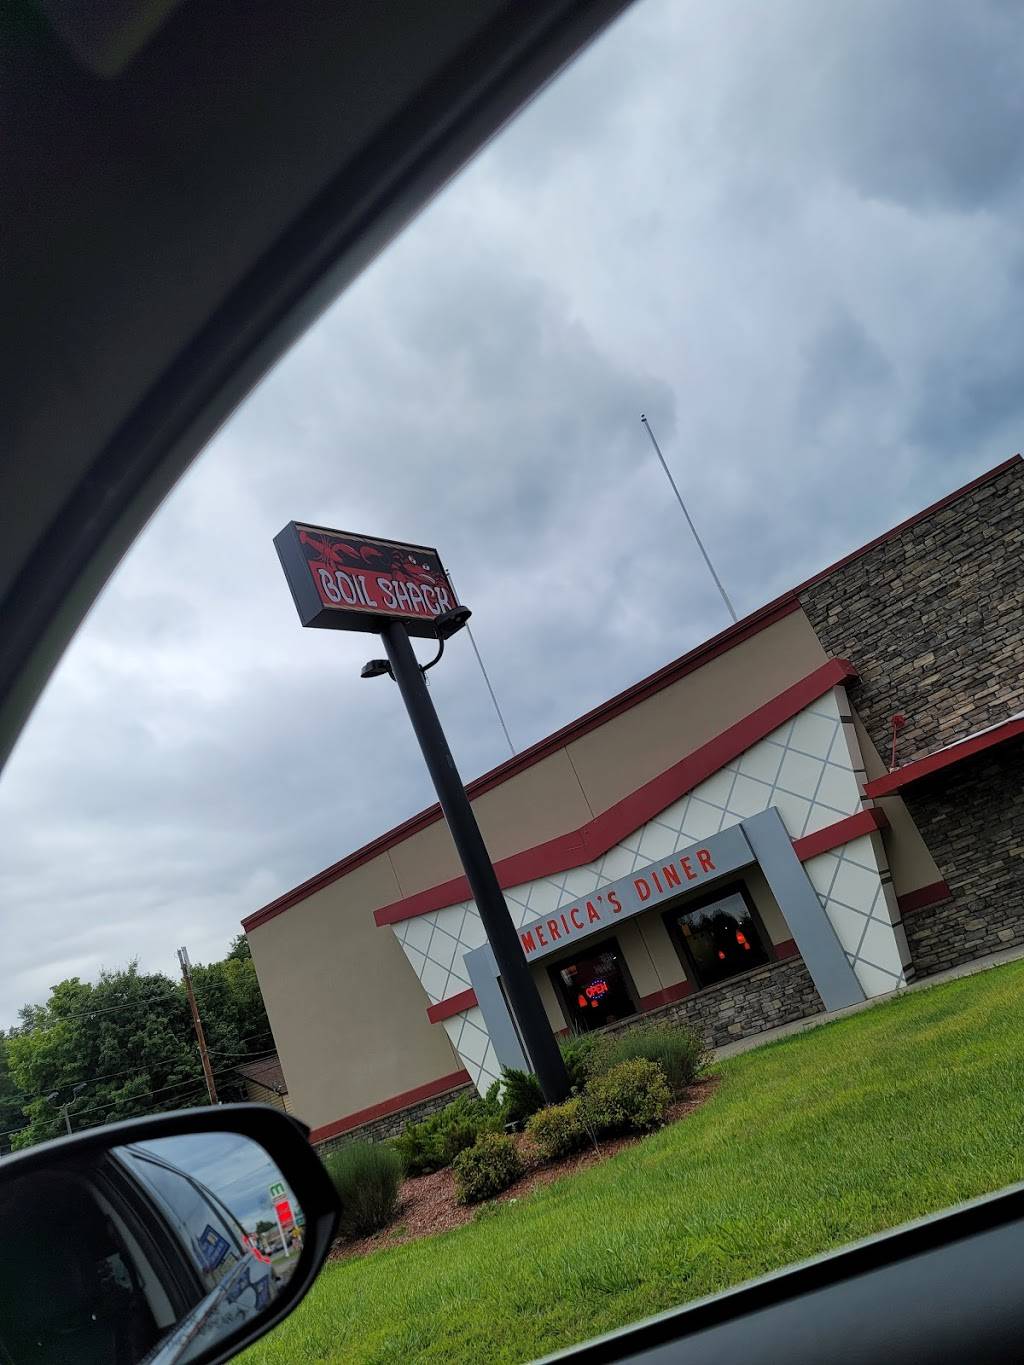 BOIL SHACK
MERICA'S DINER
OPEN